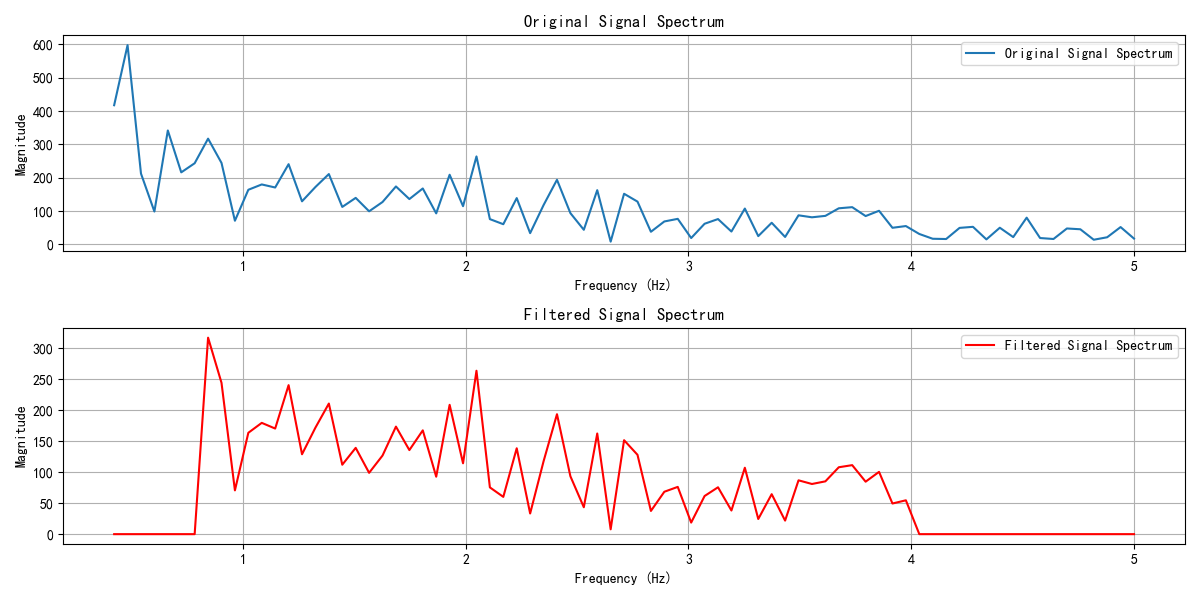 Original Signal Spectrum
600
500
400
300
200
100
0
Magnitude
Original Signal Spectrum
1 2 3 4 5
Frequency (Hz)
Filtered Signal Spectrum
300
250
200
150
100
50
0
Magnitude
Filtered Signal Spectrum
1 2 3 4 5
Frequency (Hz)